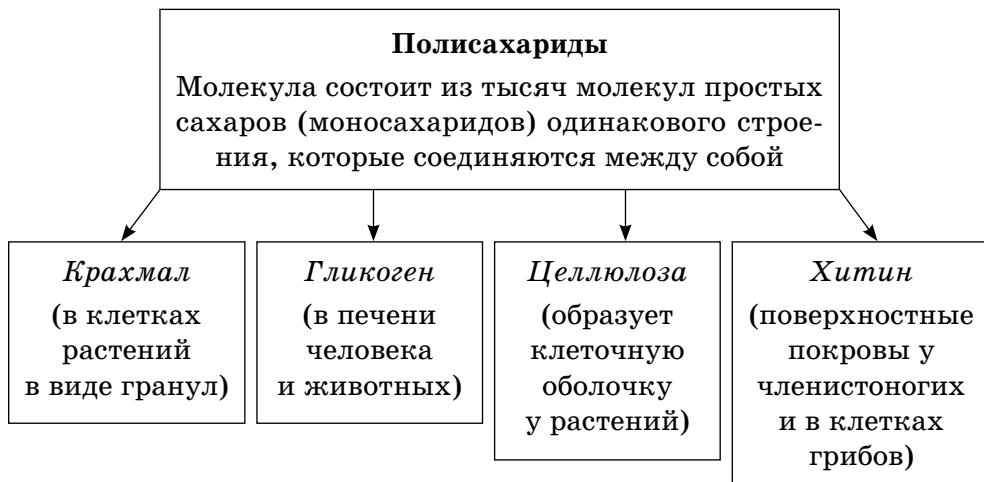 Полисахариды
Молекула состоит из тысяч молекул простых
сахаров (моносахаридов) одинакового строе-
ния, которые соединяются между собой
Крахмал
(в клетках
растений
в виде гранул)
Гликоген
(в печени
человека
и животных)
Целлюлоза
(образует
клеточную
оболочку
у растений)
Хитин
(поверхностные
покровы у
членистоногих
и в клетках
грибов)